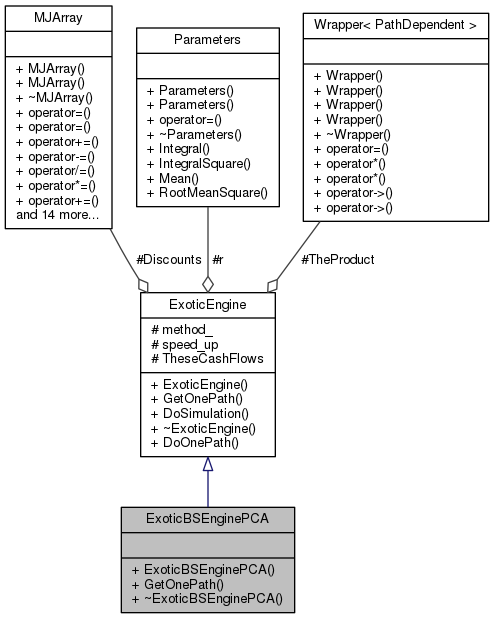 MJArray
+ MJArray()
+ MJArray()
+ ~MJArray()
+ operator=()
+ operator=()
+ operator+=()
+ operator-=()
+ operator/=()
+ operator*=()
+ operator+=()
and 14 more...
Parameters
+ Parameters()
+ Parameters()
+ operator=()
+ ~Parameters()
+ Integral()
+ IntegralSquare()
+ Mean()
+ RootMeanSquare()
Wrapper< PathDependent >
+ Wrapper()
+ Wrapper()
+ Wrapper()
+ Wrapper()
+ ~Wrapper()
+ operator=()
+ operator*()
+ operator*()
+ operator->()
+ operator->()
#Discounts
#r
#TheProduct
ExoticEngine
# method_
# speed_up
# TheseCashFlows
+ ExoticEngine()
+ GetOnePath()
+ DoSimulation()
+ ~ExoticEngine()
+ DoOnePath()
ExoticBSEnginePCA
+ ExoticBSEnginePCA()
+ GetOnePath()
+ ~ExoticBSEnginePCA()